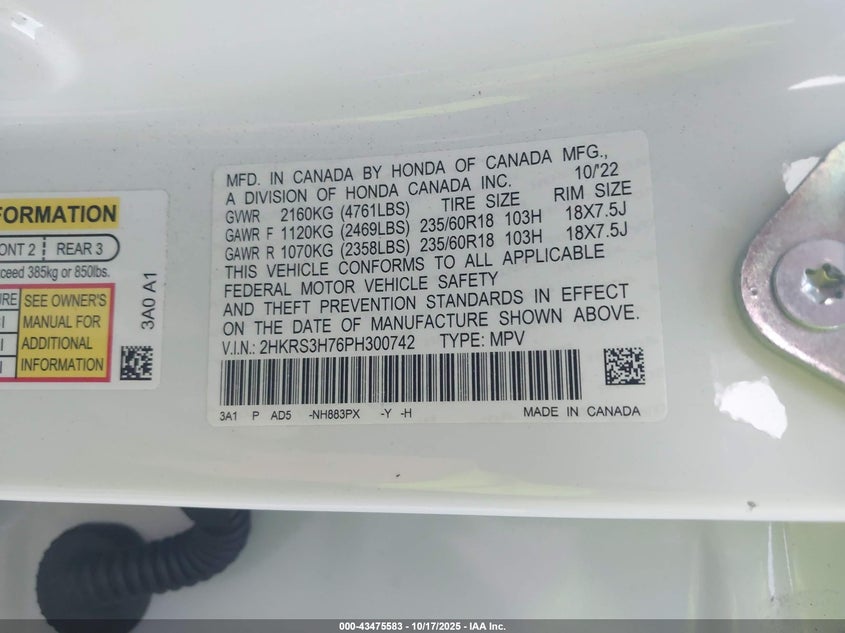 FORMATION
ONT 2 REAR 3
xceed 385kg or 850lbs.
URE SEE OWNER'S
MANUAL FOR
ADDITIONAL
INFORMATION
3A0 A1
MFD. IN CANADA BY HONDA OF CANADA MFG.,
A DIVISION OF HONDA CANADA INC. 10/'22
GVWR 2160KG (4761LBS) TIRE SIZE RIM SIZE
GAWR F 1120KG (2469LBS) 235/60R18 103H 18X7.5J
GAWR R 1070KG (2358LBS) 235/60R18 103H 18X7.5J
THIS VEHICLE CONFORMS TO ALL APPLICABLE
FEDERAL MOTOR VEHICLE SAFETY
AND THEFT PREVENTION STANDARDS IN EFFECT
ON THE DATE OF MANUFACTURE SHOWN ABOVE.
V.I.N.: 2HKRS3H76PH300742 TYPE: MPV
3A1 P AD5 -NH883PX -Y -H MADE IN CANADA
000-43475583 - 10/17/2025 - IAA Inc.